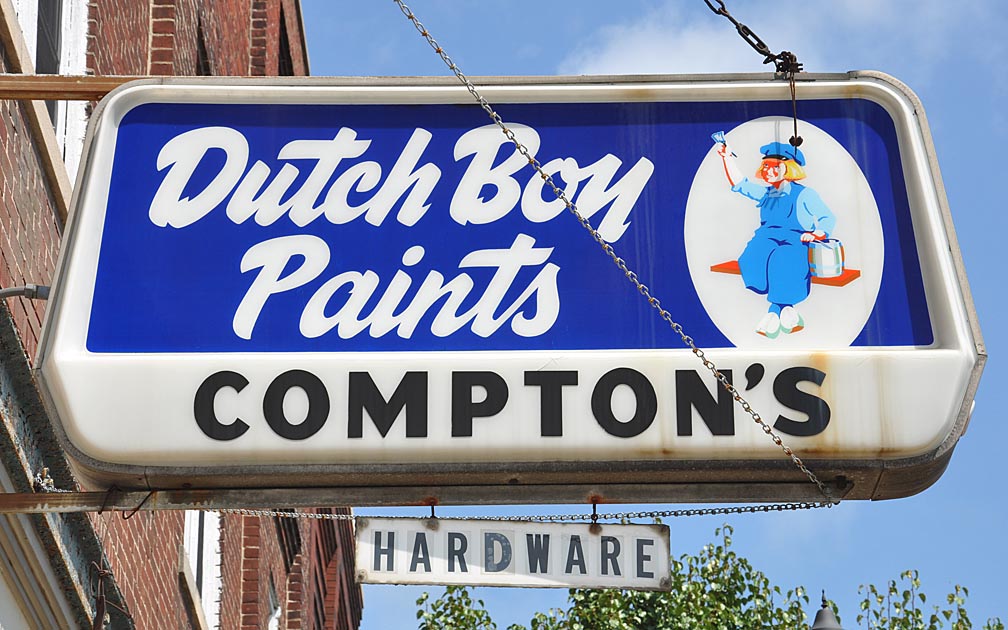 Dutch Boy
Paints
COMPTON'S
HARDWARE